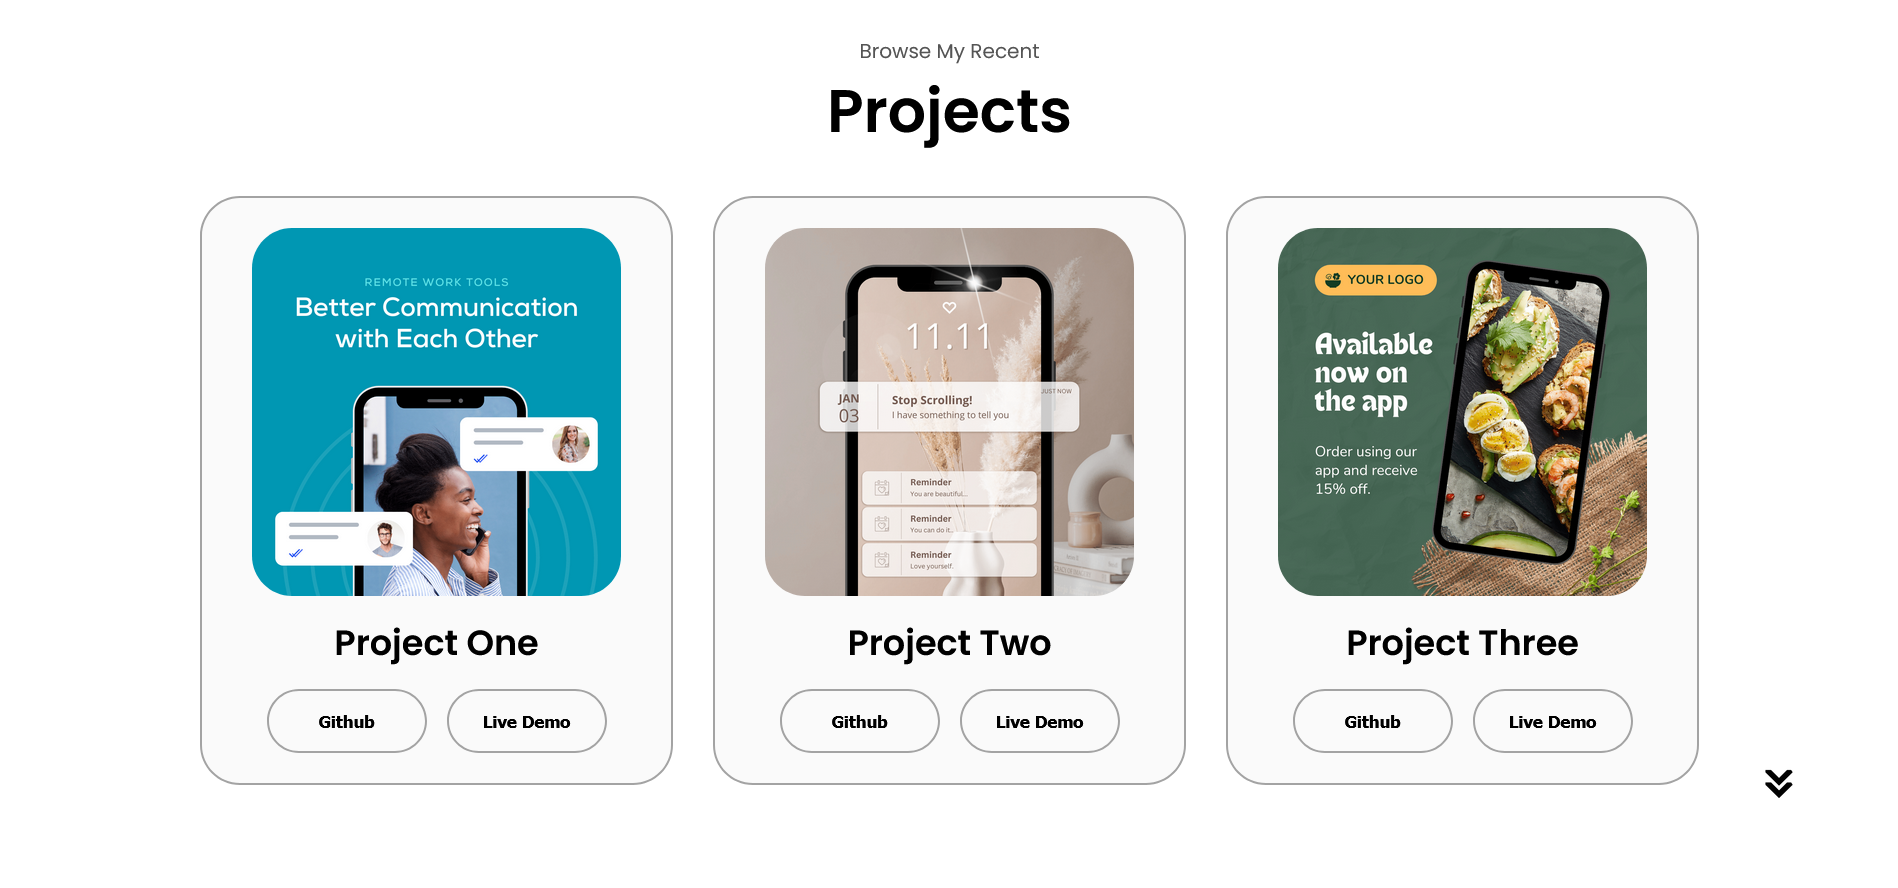 Browse My Recent
Projects
REMOTE WORK TOOLS
Better Communication
with Each Other
Project One
Github
Live Demo
11.11
JAN
03
Stop Scrolling!
I have something to tell you
JUST NOW
Reminder
You are beautiful...
Reminder
You can do it..
Reminder
Love yourself.
Project Two
Github
Live Demo
YOUR LOGO
Available
now on
the app
Order using our
app and receive
15% off.
Project Three
Github
Live Demo